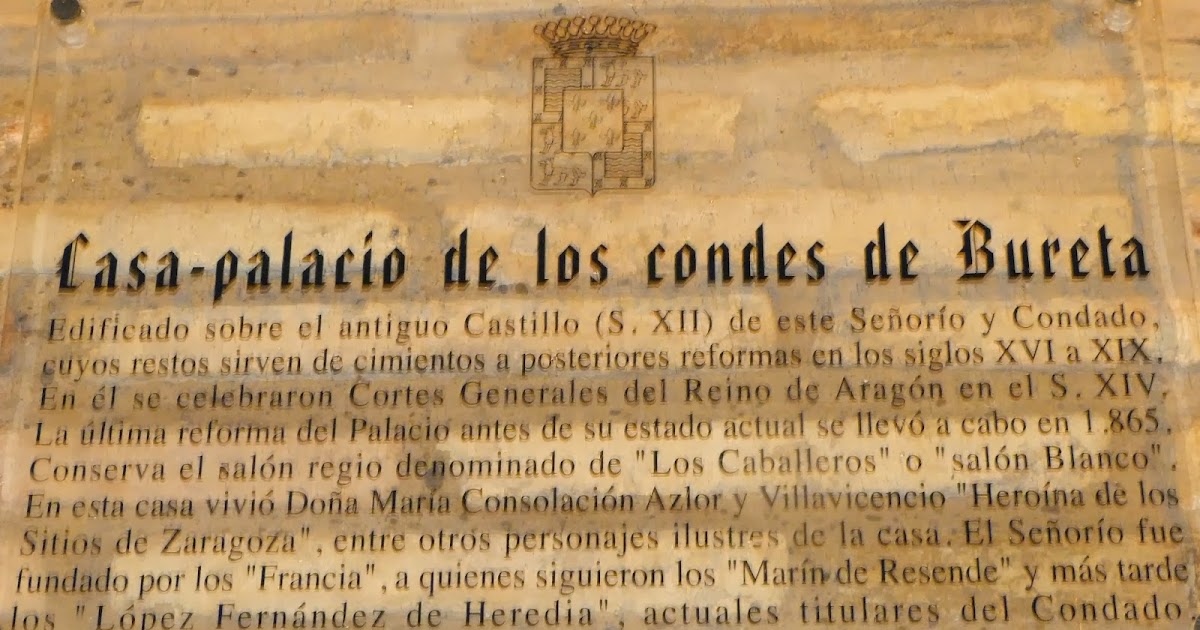 Casa-palacio de los condes de Bureta
Edificado sobre el antiguo Castillo (S. XII) de este Señorío y Condado,
cuyos restos sirven de cimientos a posteriores reformas en los siglos XVI a XIX.
En él se celebraron Cortes Generales del Reino de Aragón en el S. XIV.
La última reforma del Palacio antes de su estado actual se llevó a cabo en 1.865.
Conserva el salón regio denominado de "Los Caballeros" o "salón Blanco".
En esta casa vivió Doña María Consolación Azlor y Villavicencio "Heroína de los
Sitios de Zaragoza", entre otros personajes ilustres de la casa. El Señorío fue
fundado por los "Francia", a quienes siguieron los "Marín de Resende" y más tarde
los "López Fernández de Heredia", actuales titulares del Condado.